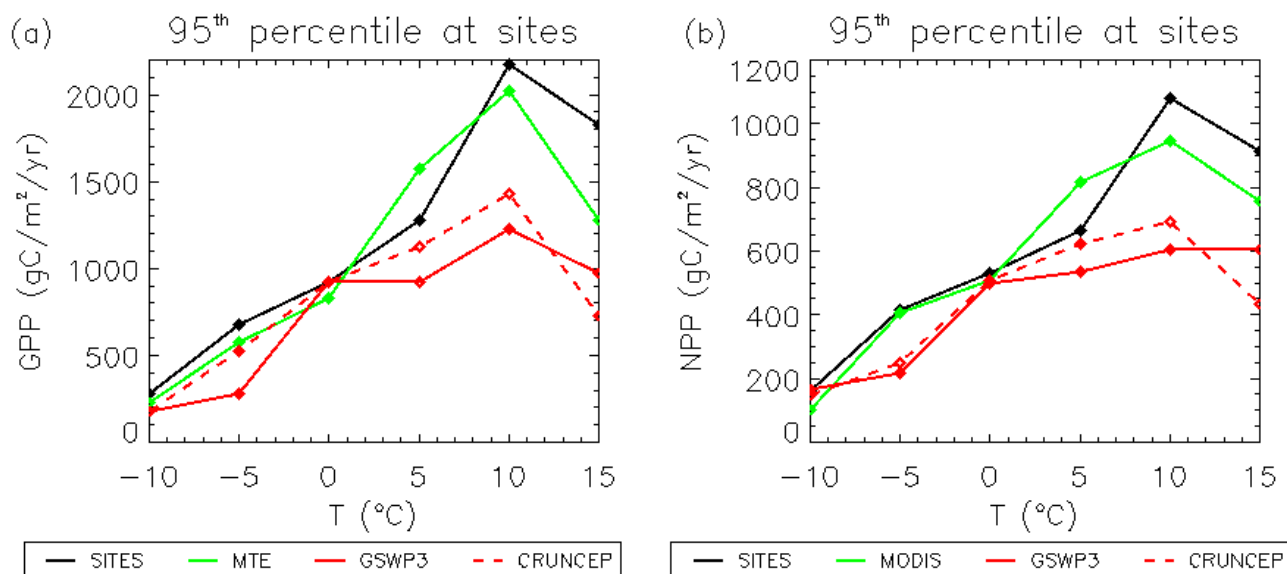 (a) 95th percentile at sites
GPP (gC/m²/yr)
2000
1500
1000
500
0
−10 −5 0 5 10 15
T (°C)
SITES MTE GSWP3 CRUNCEP
(b) 95th percentile at sites
NPP (gC/m²/yr)
1200
1000
800
600
400
200
0
−10 −5 0 5 10 15
T (°C)
SITES MODIS GSWP3 CRUNCEP